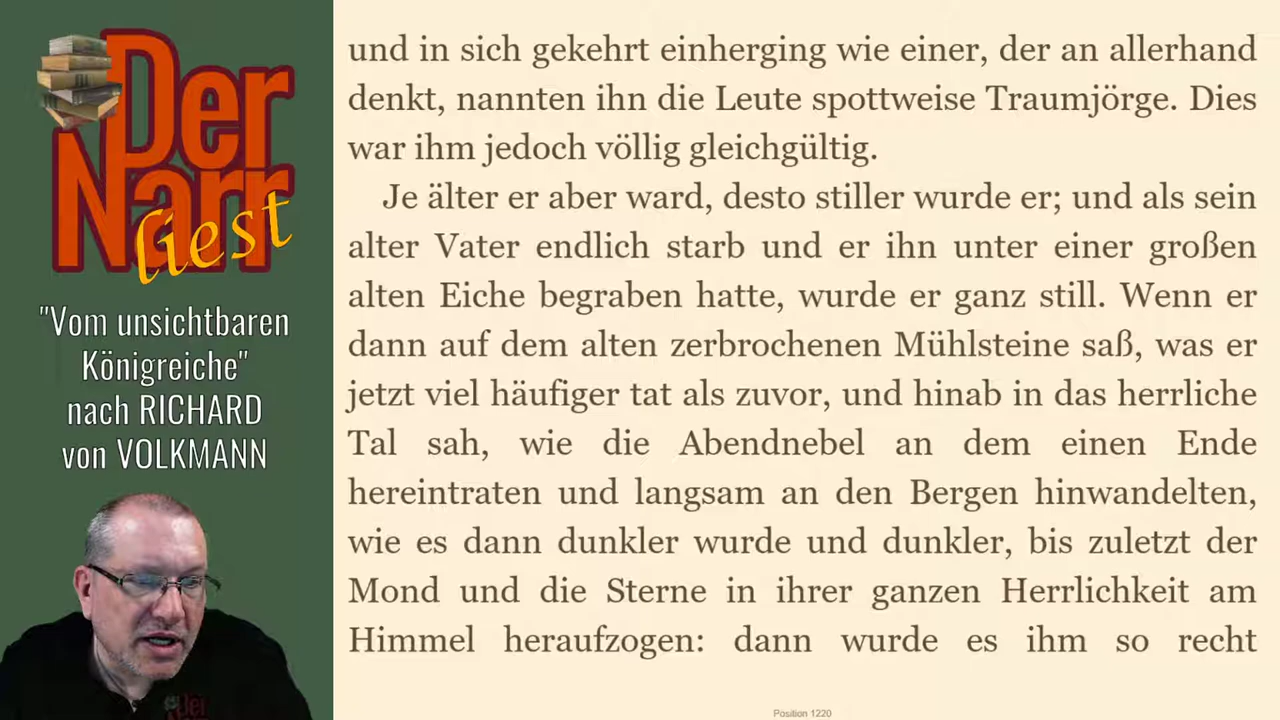 Der
Narr
liest
"Vom unsichtbaren
Königreiche"
nach RICHARD
von VOLKMANN
und in sich gekehrt einherging wie einer, der an allerhand
denkt, nannten ihn die Leute spottweise Traumjörge. Dies
war ihm jedoch völlig gleichgültig.
Je älter er aber ward, desto stiller wurde er; und als sein
alter Vater endlich starb und er ihn unter einer großen
alten Eiche begraben hatte, wurde er ganz still. Wenn er
dann auf dem alten zerbrochenen Mühlsteine saß, was er
jetzt viel häufiger tat als zuvor, und hinab in das herrliche
Tal sah, wie die Abendnebel an dem einen Ende
hereintraten und langsam an den Bergen hinwandelten,
wie es dann dunkler wurde und dunkler, bis zuletzt der
Mond und die Sterne in ihrer ganzen Herrlichkeit am
Himmel heraufzogen: dann wurde es ihm so recht
Position 1220
Der